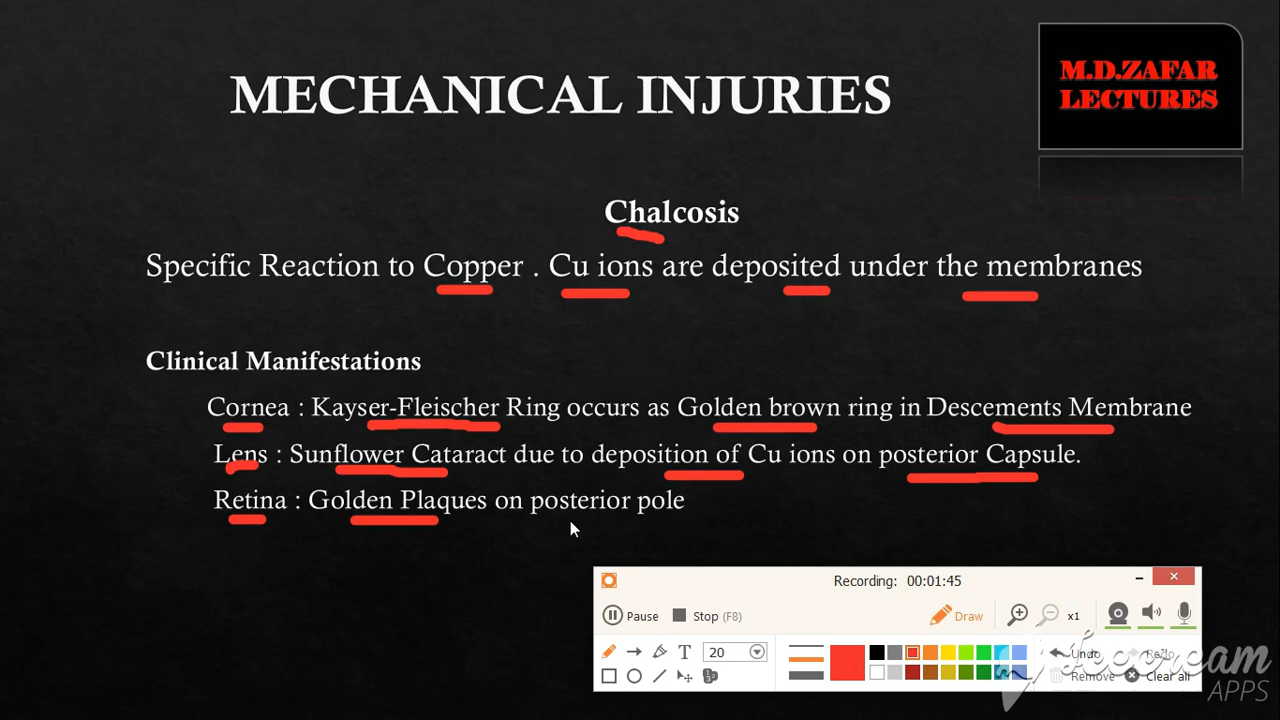 MECHANICAL INJURIES
M.D.ZAFAR
LECTURES
Chalcosis
Specific Reaction to Copper . Cu ions are deposited under the membranes
Clinical Manifestations
Cornea : Kayser-Fleischer Ring occurs as Golden brown ring in Descements Membrane
Lens : Sunflower Cataract due to deposition of Cu ions on posterior Capsule.
Retina : Golden Plaques on posterior pole
Recording: 00:01:45
Pause Stop (F8) Draw x1
T 20 Undo Redo
Remove Clear all
Icecream
APPS